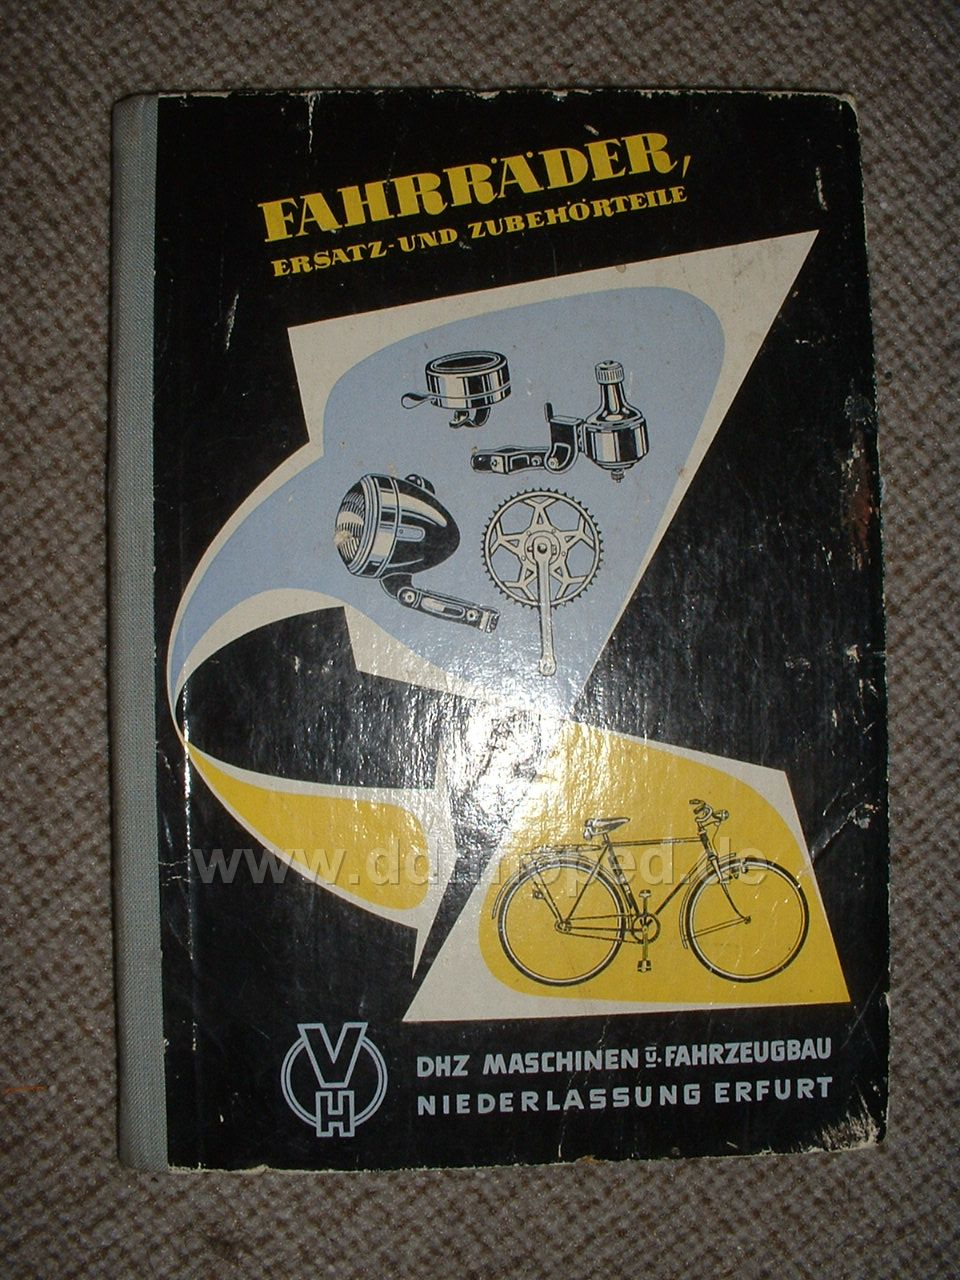 FAHRRÄDER,
ERSATZ-UND ZUBEHÖRTEILE
www.ddrmoped.de
VH
DHZ MASCHINEN u. FAHRZEUGBAU
NIEDERLASSUNG ERFURT